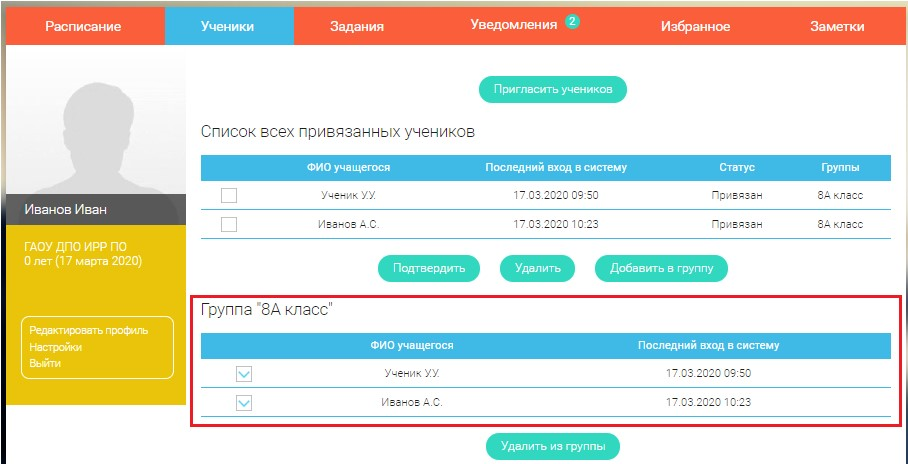 Расписание Ученики Задания Уведомления 2 Избранное Заметки
Пригласить учеников
Список всех привязанных учеников
ФИО учащегося Последний вход в систему Статус Группы
Ученик У.У. 17.03.2020 09:50 Привязан 8А класс
Иванов А.С. 17.03.2020 10:23 Привязан 8А класс
Иванов Иван
ГАОУ ДПО ИРР ПО
0 лет (17 марта 2020)
Редактировать профиль
Настройки
Выйти
Подтвердить Удалить Добавить в группу
Группа "8А класс"
ФИО учащегося Последний вход в систему
Ученик У.У. 17.03.2020 09:50
Иванов А.С. 17.03.2020 10:23
Удалить из группы